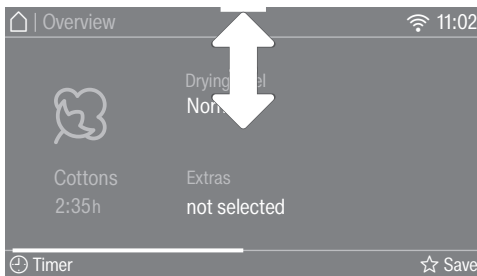 | Overview 11:02
Drying
Cottons Extras
2:35h not selected
Timer Save